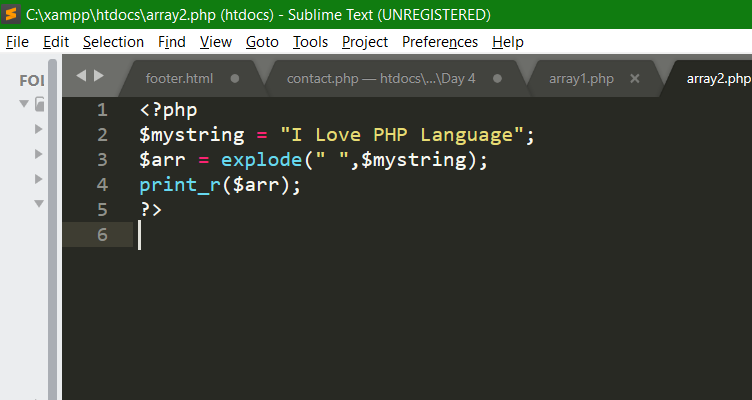 C:\xampp\htdocs\array2.php (htdocs) - Sublime Text (UNREGISTERED)
File Edit Selection Find View Goto Tools Project Preferences Help
FOL
footer.html
contact.php — htdocs\...\Day 4
array1.php
array2.php
1 <?php
2 $mystring = "I Love PHP Language";
3 $arr = explode(" ",$mystring);
4 print_r($arr);
5 ?>
6